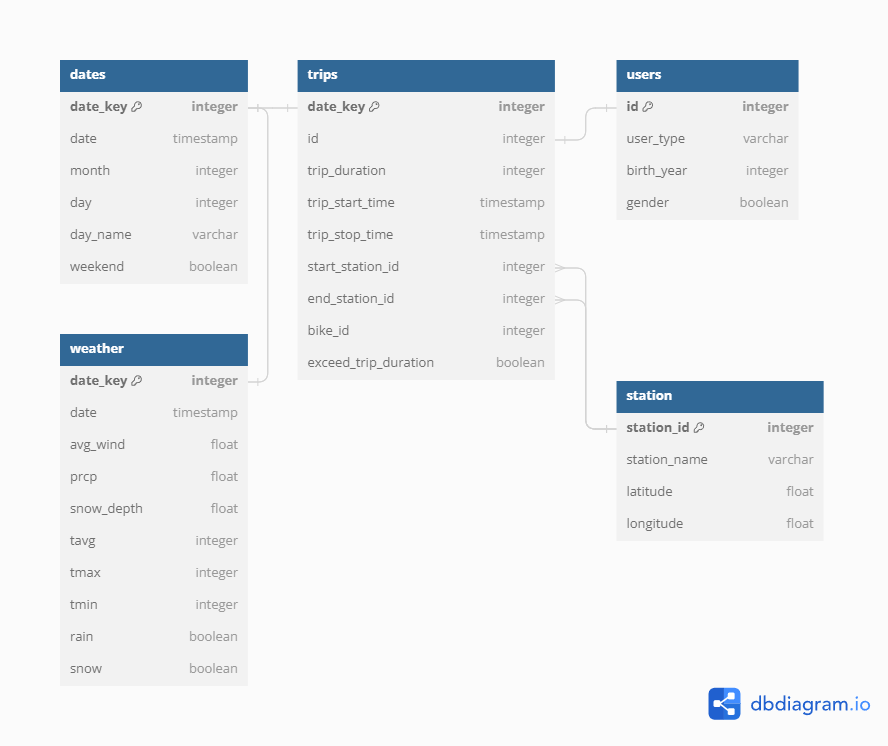 dates
date_key integer
date timestamp
month integer
day integer
day_name varchar
weekend boolean
trips
date_key integer
id integer
trip_duration integer
trip_start_time timestamp
trip_stop_time timestamp
start_station_id integer
end_station_id integer
bike_id integer
exceed_trip_duration boolean
users
id integer
user_type varchar
birth_year integer
gender boolean
weather
date_key integer
date timestamp
avg_wind float
prcp float
snow_depth float
tavg integer
tmax integer
tmin integer
rain boolean
snow boolean
station
station_id integer
station_name varchar
latitude float
longitude float
dbdiagram.io